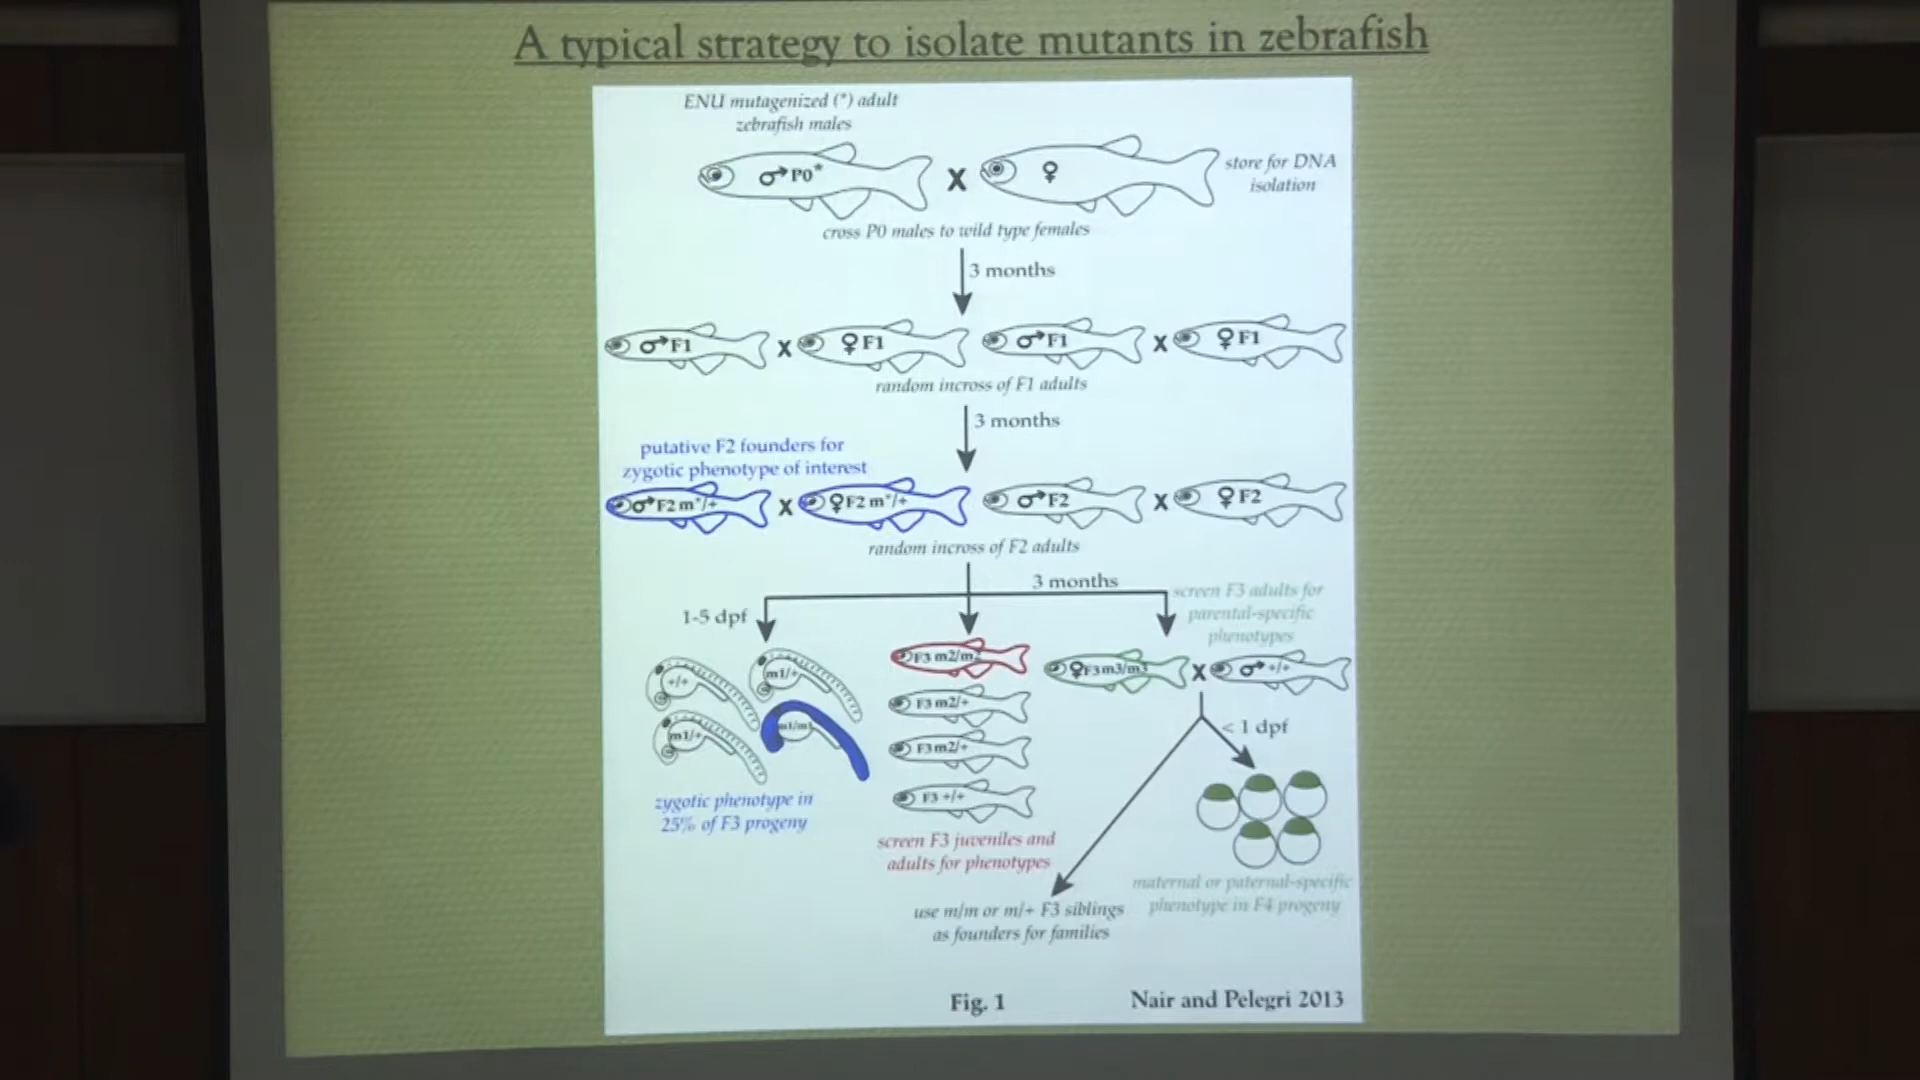 A typical strategy to isolate mutants in zebrafish
ENU mutagenized (*) adult
zebrafish males
♂P0*
X
♀
store for DNA
isolation
cross P0 males to wild type females
3 months
♂F1
X
♀F1
♂F1
X
♀F1
random incross of F1 adults
3 months
putative F2 founders for
zygotic phenotype of interest
♂F2 m*/+
X
♀F2 m*/+
♂F2
X
♀F2
random incross of F2 adults
3 months
1-5 dpf
screen F3 adults for
parental-specific
phenotypes
+/+
m1/+
m1/+
m1/m1
zygotic phenotype in
25% of F3 progeny
F3 m2/m2
F3 m2/+
F3 m2/+
F3 +/+
screen F3 juveniles and
adults for phenotypes
♀F3 m3/m3
X
♂ +/+
< 1 dpf
maternal or paternal-specific
phenotype in F4 progeny
use m/m or m/+ F3 siblings
as founders for families
Fig. 1
Nair and Pelegri 2013